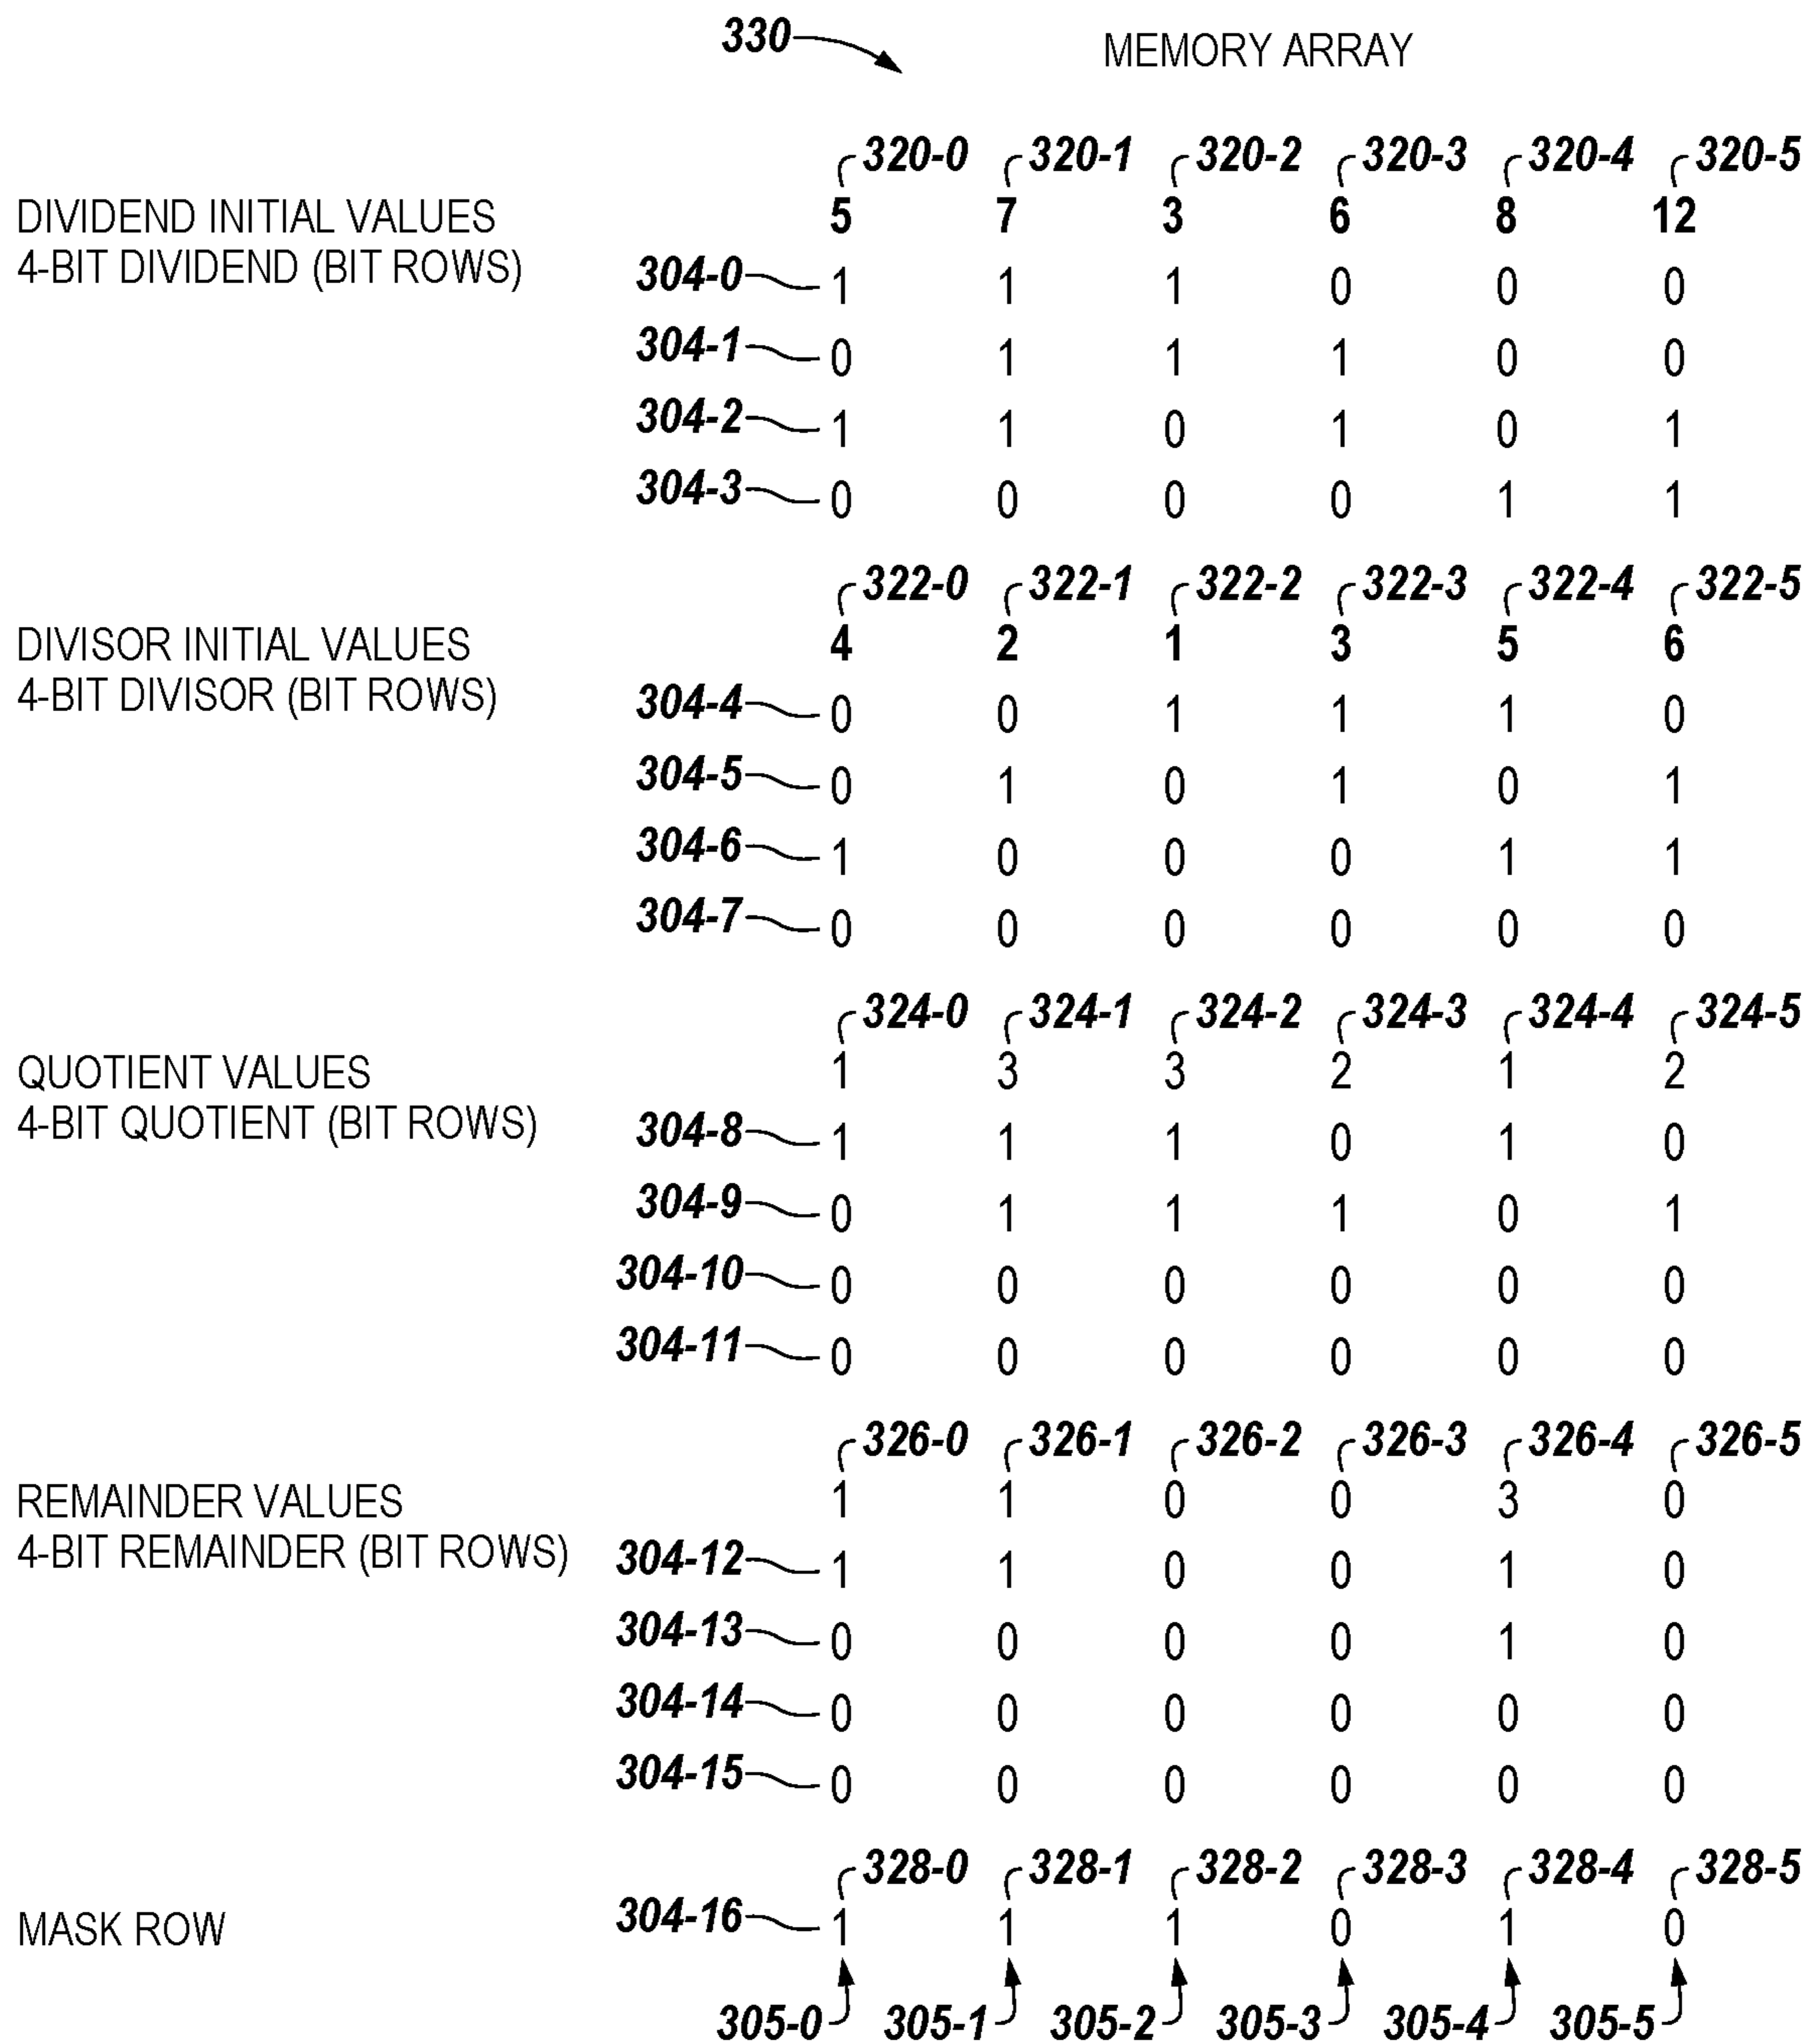 330 MEMORY ARRAY
320-0 320-1 320-2 320-3 320-4 320-5
DIVIDEND INITIAL VALUES 5 7 3 6 8 12
4-BIT DIVIDEND (BIT ROWS)
304-0 1 1 1 0 0 0
304-1 0 1 1 1 0 0
304-2 1 1 0 1 0 1
304-3 0 0 0 0 1 1
322-0 322-1 322-2 322-3 322-4 322-5
DIVISOR INITIAL VALUES 4 2 1 3 5 6
4-BIT DIVISOR (BIT ROWS)
304-4 0 0 1 1 1 0
304-5 0 1 0 1 0 1
304-6 1 0 0 0 1 1
304-7 0 0 0 0 0 0
324-0 324-1 324-2 324-3 324-4 324-5
QUOTIENT VALUES 1 3 3 2 1 2
4-BIT QUOTIENT (BIT ROWS)
304-8 1 1 1 0 1 0
304-9 0 1 1 1 0 1
304-10 0 0 0 0 0 0
304-11 0 0 0 0 0 0
326-0 326-1 326-2 326-3 326-4 326-5
REMAINDER VALUES 1 1 0 0 3 0
4-BIT REMAINDER (BIT ROWS)
304-12 1 1 0 0 1 0
304-13 0 0 0 0 1 0
304-14 0 0 0 0 0 0
304-15 0 0 0 0 0 0
328-0 328-1 328-2 328-3 328-4 328-5
MASK ROW 304-16 1 1 1 0 1 0
305-0 305-1 305-2 305-3 305-4 305-5